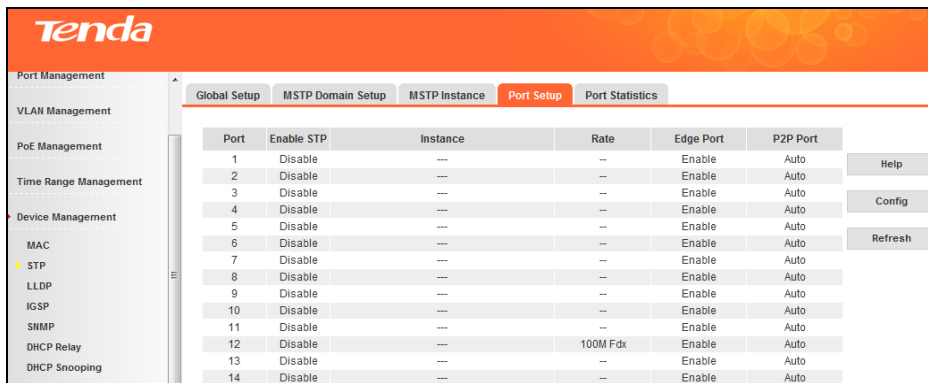 Tenda
Port Management
VLAN Management
PoE Management
Time Range Management
Device Management
MAC
STP
LLDP
IGSP
SNMP
DHCP Relay
DHCP Snooping
Global Setup MSTP Domain Setup MSTP Instance Port Setup Port Statistics
Port Enable STP Instance Rate Edge Port P2P Port
1 Disable --- -- Enable Auto
2 Disable --- -- Enable Auto
3 Disable --- -- Enable Auto
4 Disable --- -- Enable Auto
5 Disable --- -- Enable Auto
6 Disable --- -- Enable Auto
7 Disable --- -- Enable Auto
8 Disable --- -- Enable Auto
9 Disable --- -- Enable Auto
10 Disable --- -- Enable Auto
11 Disable --- -- Enable Auto
12 Disable --- 100M Fdx Enable Auto
13 Disable --- -- Enable Auto
14 Disable --- -- Enable Auto
Help
Config
Refresh